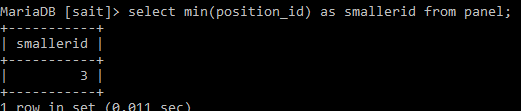 MariaDB [sait]> select min(position_id) as smallerid from panel;
+-----------+
| smallerid |
+-----------+
|         3 |
+-----------+
1 row in set (0.011 sec)